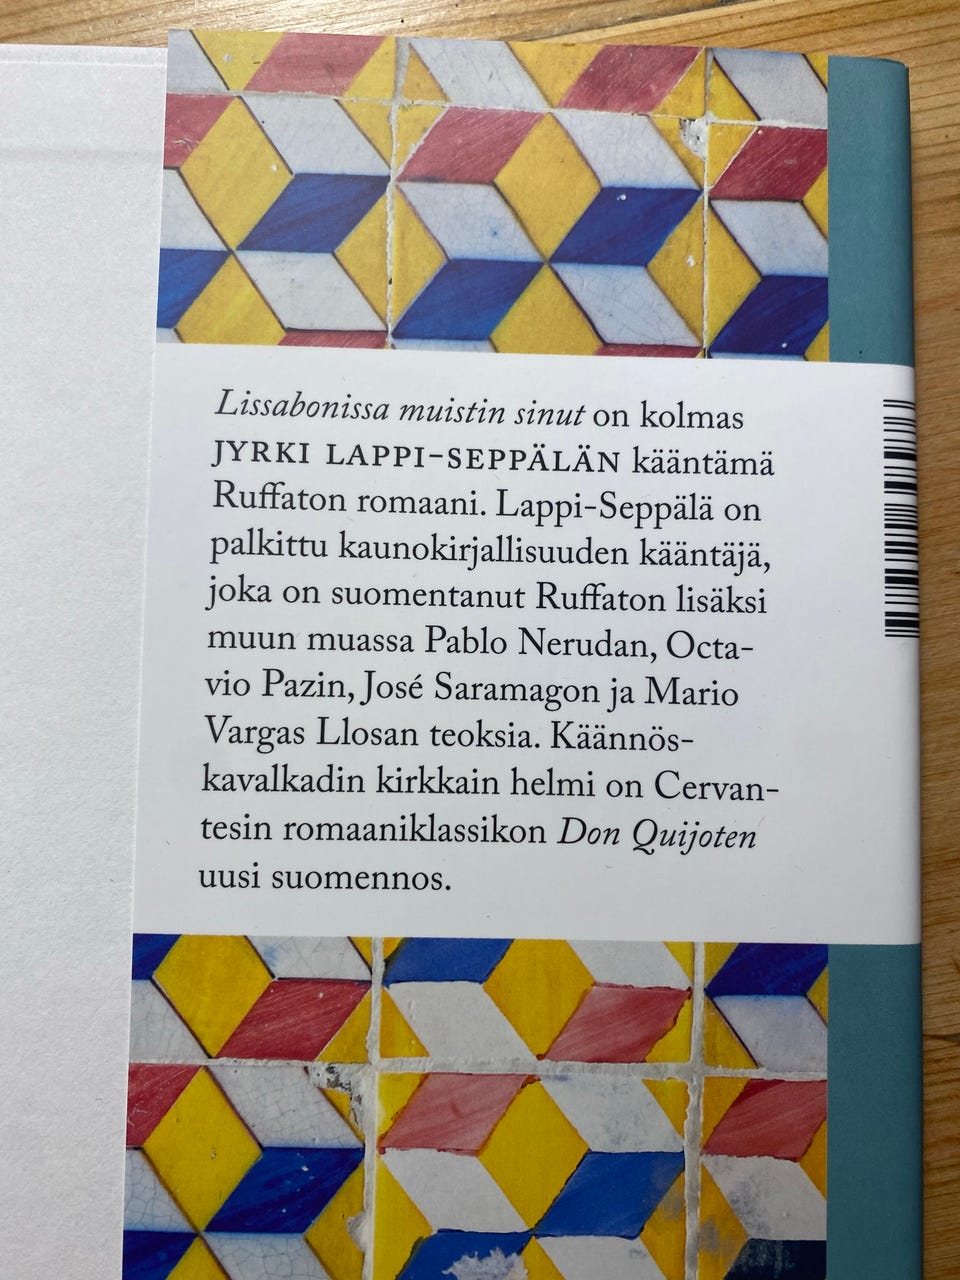 Lissabonissa muistin sinut on kolmas
JYRKI LAPPI-SEPPÄLÄN kääntämä
Ruffaton romaani. Lappi-Seppälä on
palkittu kaunokirjallisuuden kääntäjä,
joka on suomentanut Ruffaton lisäksi
muun muassa Pablo Nerudan, Octa-
vio Pazin, José Saramagon ja Mario
Vargas Llosan teoksia. Käännös-
kavalkadin kirkkain helmi on Cervan-
tesin romaaniklassikon Don Quijoten
uusi suomennos.